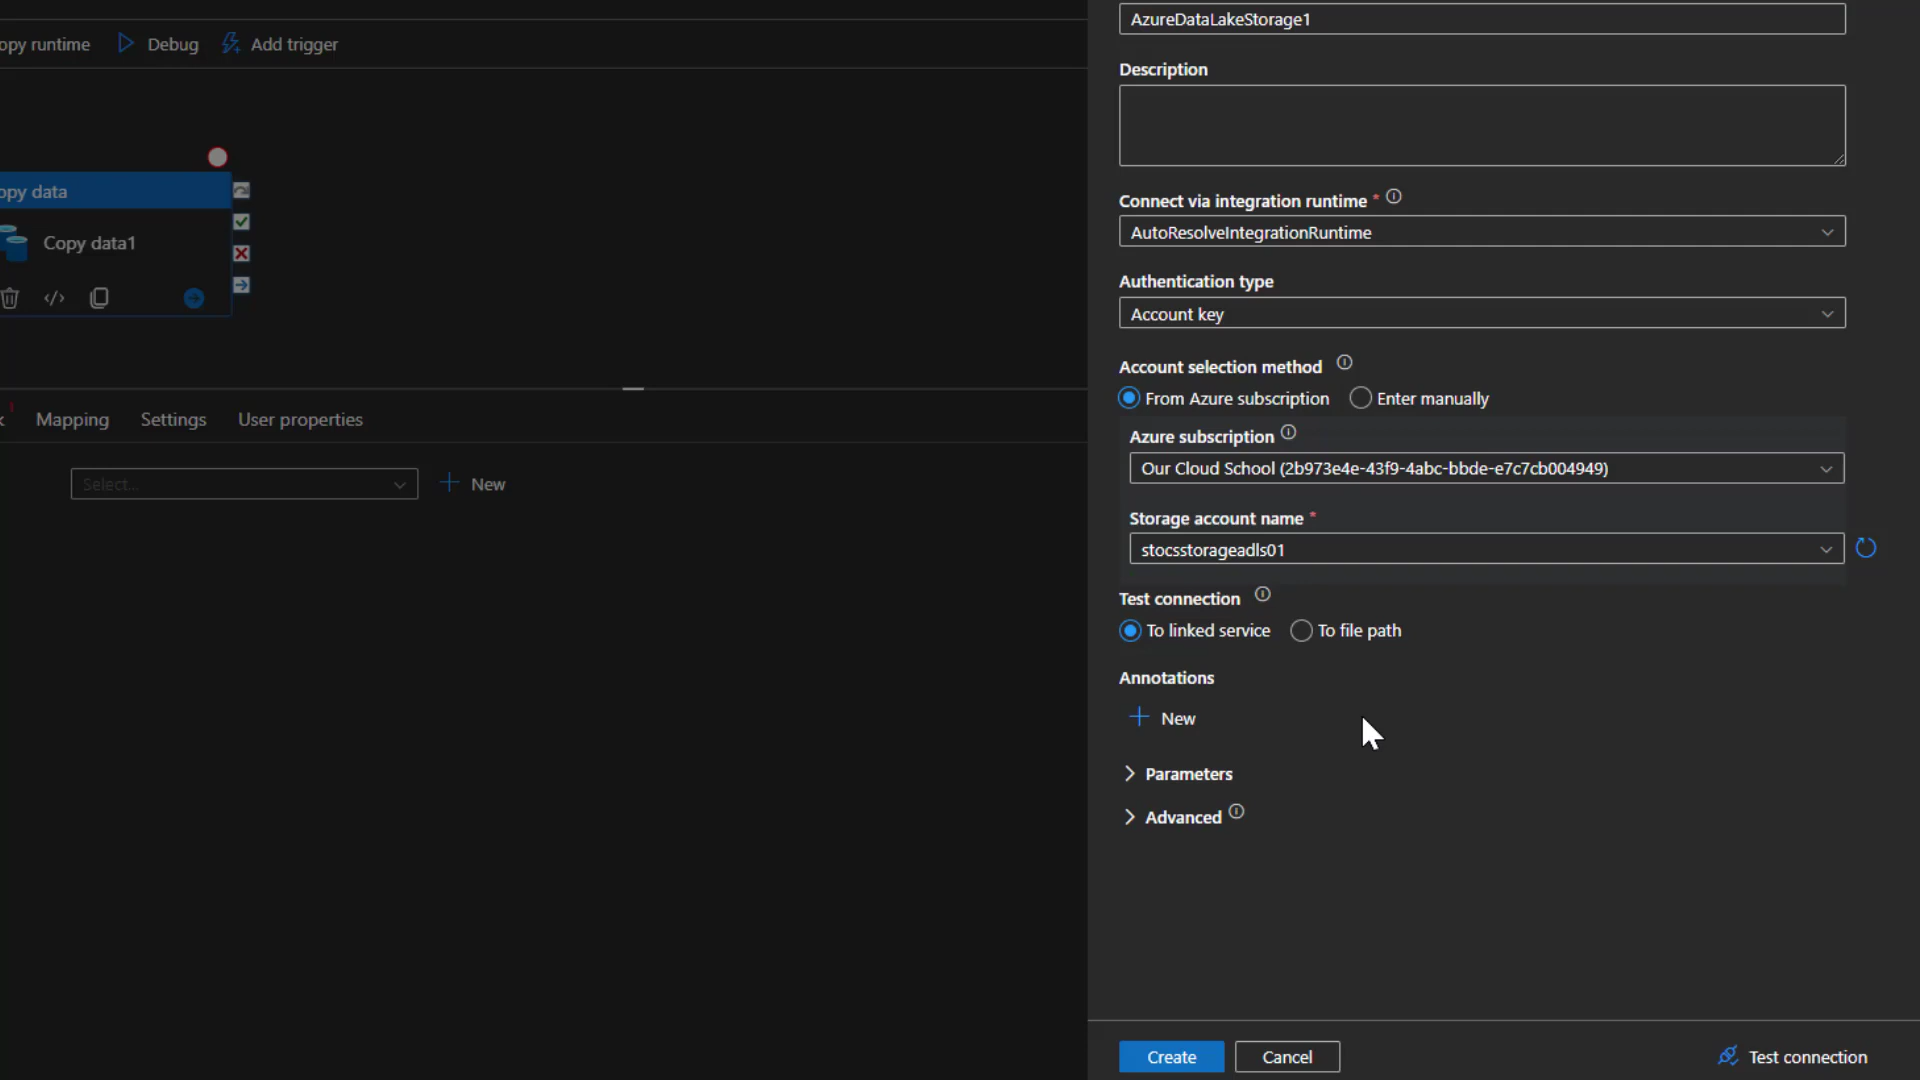 AzureDataLakeStorage1
opy runtime
Debug
Add trigger
Description
opy data
Connect via integration runtime *
AutoResolveIntegrationRuntime
Copy data1
Authentication type
Account key
Account selection method
From Azure subscription
Enter manually
Mapping
Settings
User properties
Azure subscription
Our Cloud School (2b973e4e-43f9-4abc-bbde-e7c7cb004949)
Select...
New
Storage account name *
stocsstorageadls01
Test connection
To linked service
To file path
Annotations
New
Parameters
Advanced
Create
Cancel
Test connection